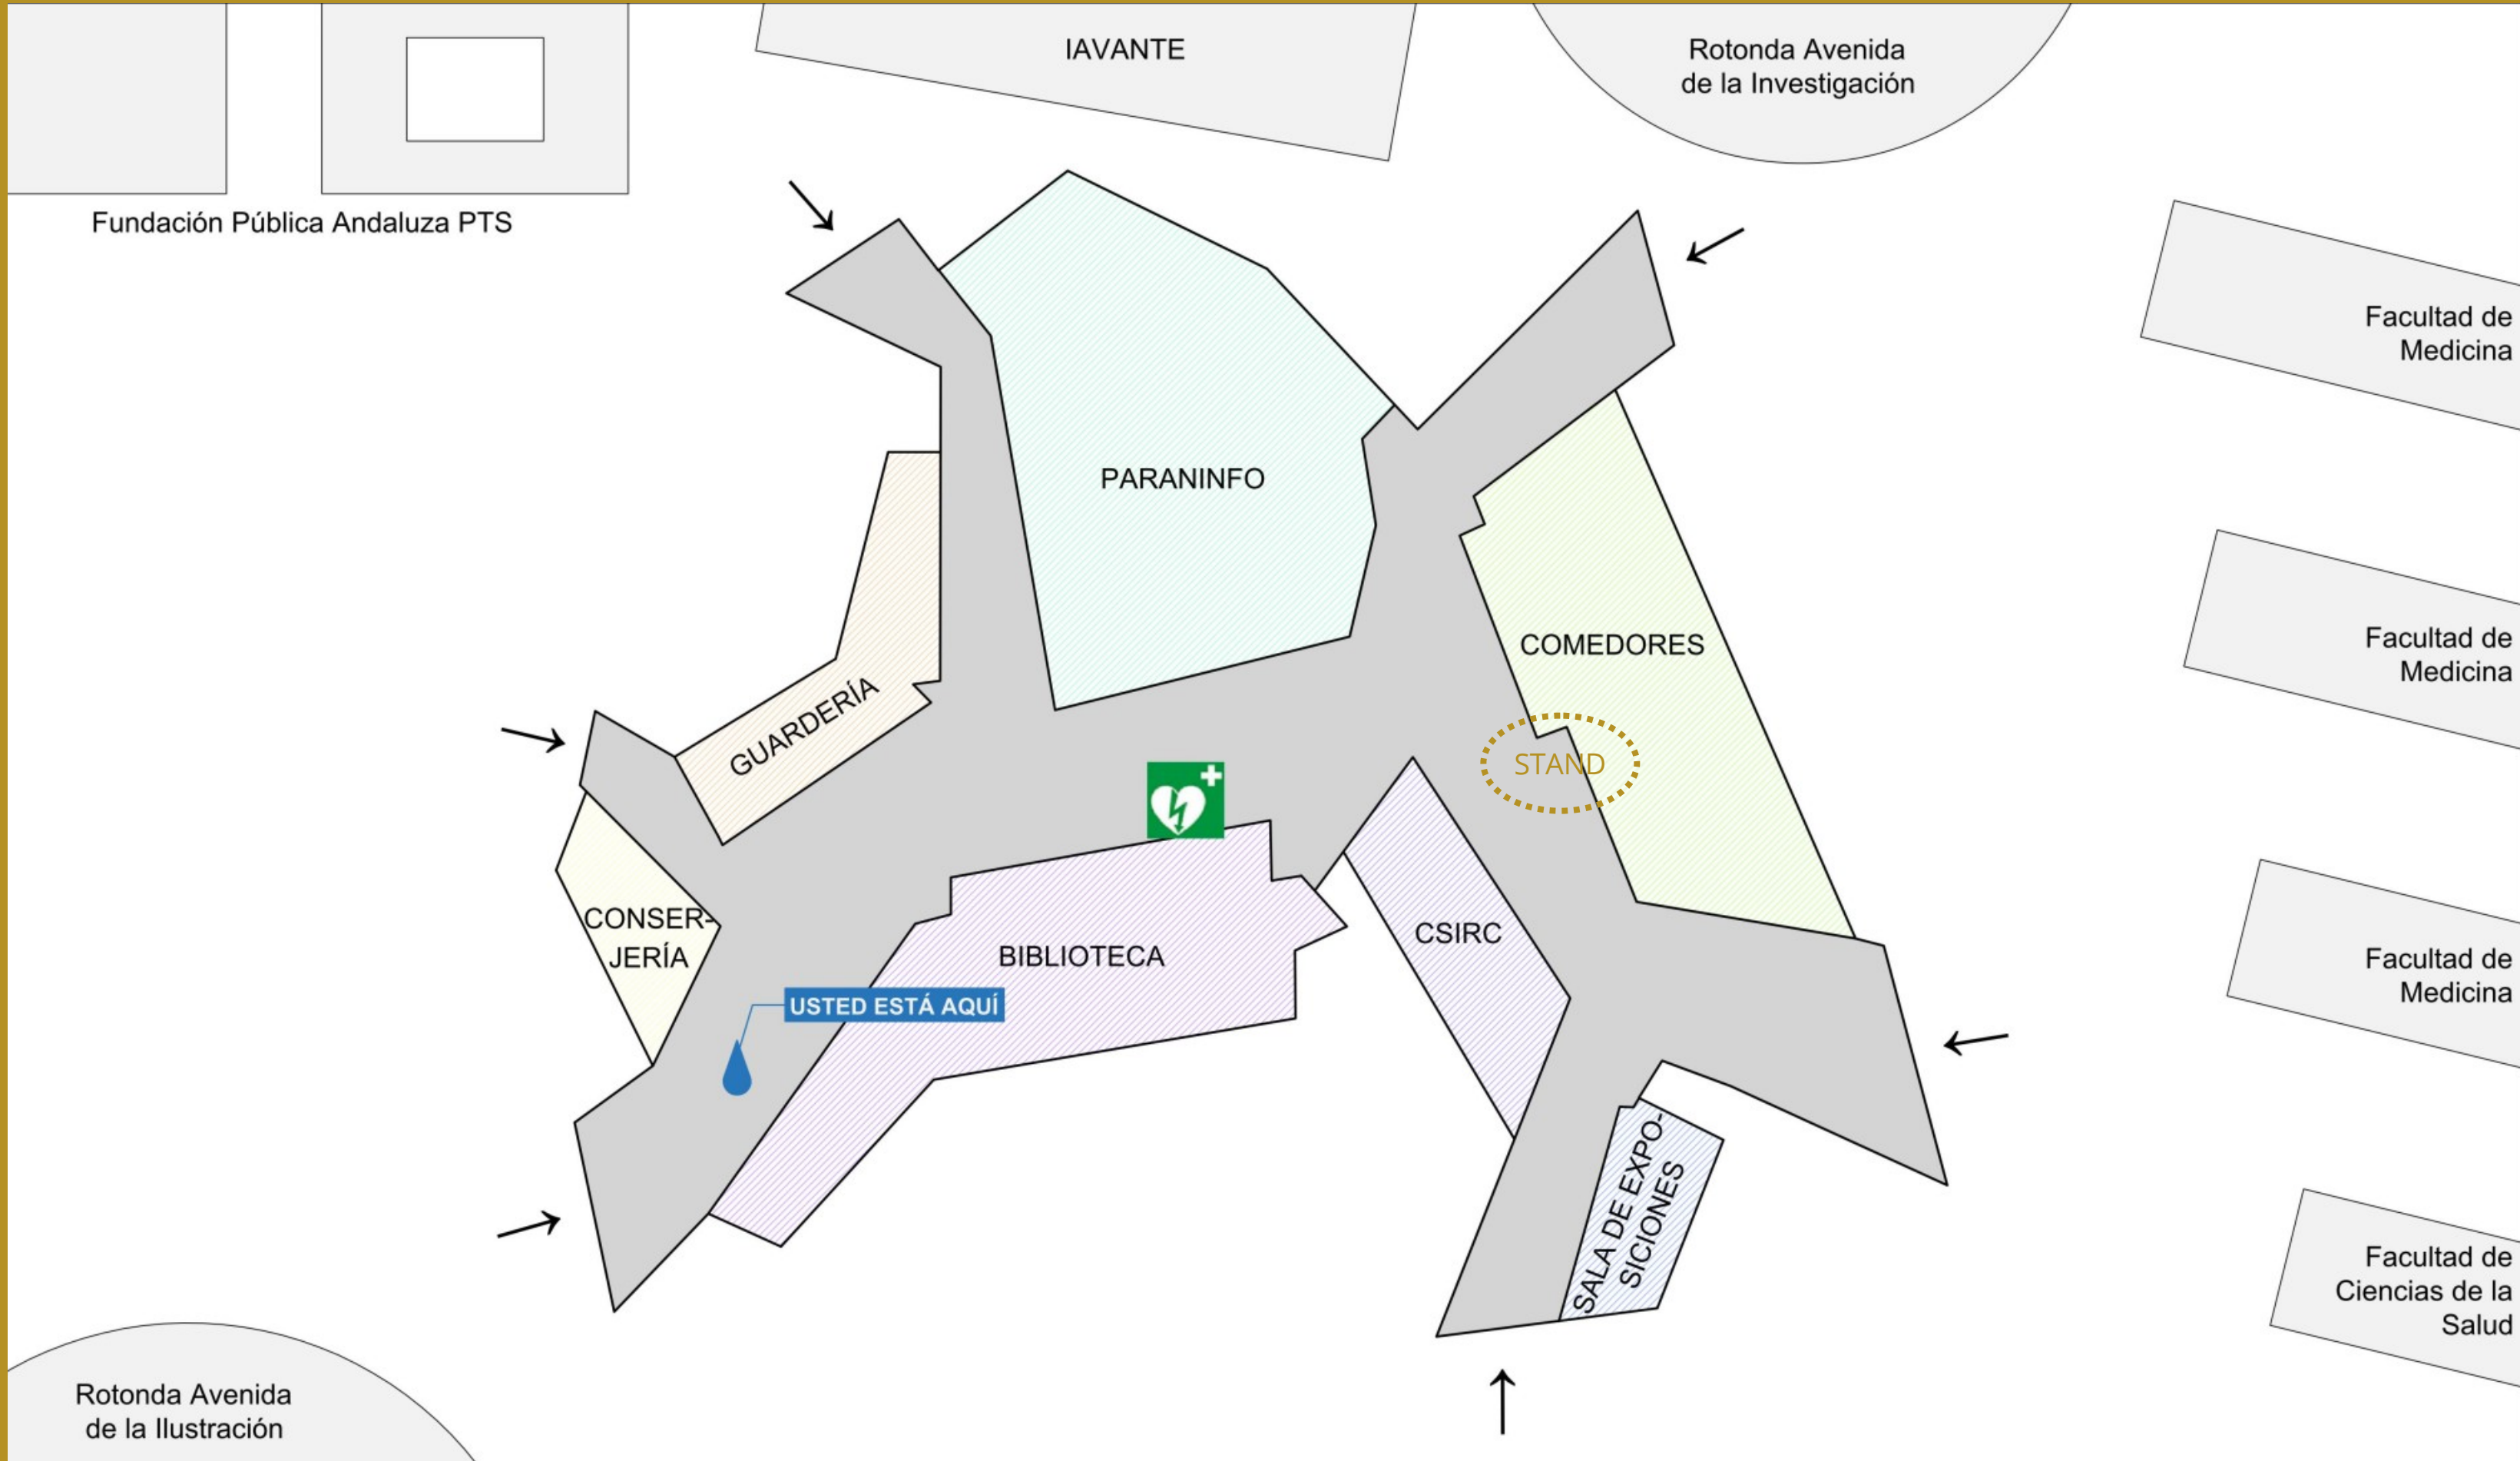 IAVANTE
Rotonda Avenida
de la Investigación
Fundación Pública Andaluza PTS
Facultad de
Medicina
PARANINFO
COMEDORES
Facultad de
Medicina
GUARDERÍA
STAND
CONSER-
JERÍA
BIBLIOTECA
CSIRC
Facultad de
Medicina
USTED ESTÁ AQUÍ
SALA DE EXPO-
SICIONES
Facultad de
Ciencias de la
Salud
Rotonda Avenida
de la Ilustración